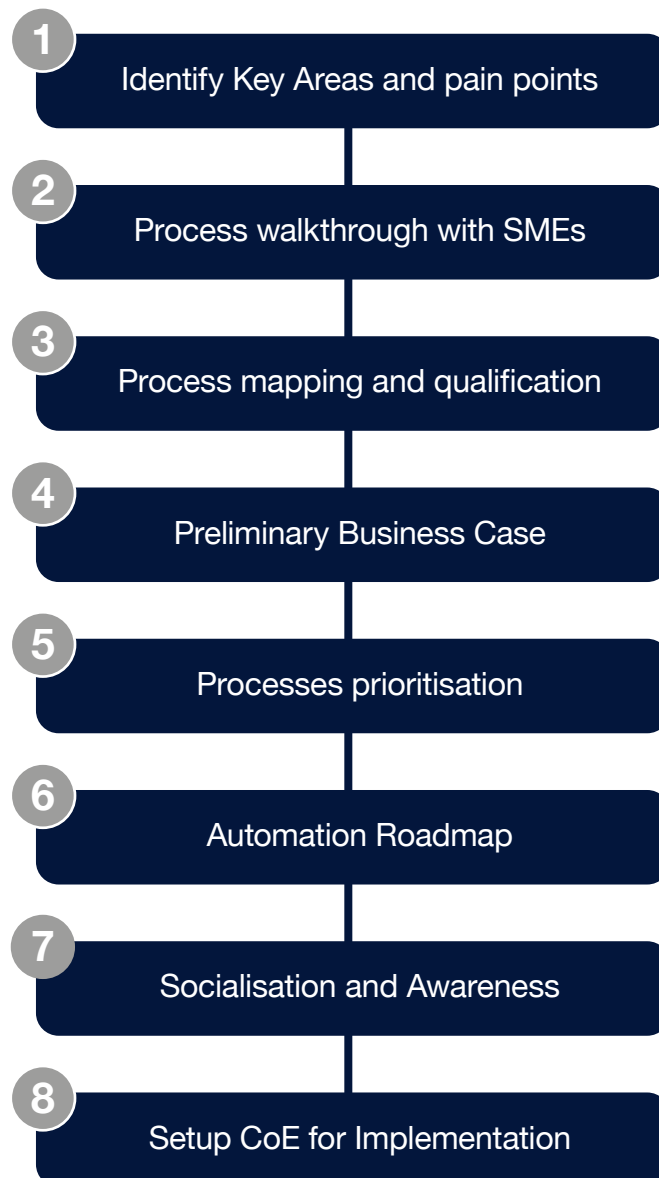 1
Identify Key Areas and pain points
2
Process walkthrough with SMEs
3
Process mapping and qualification
4
Preliminary Business Case
5
Processes prioritisation
6
Automation Roadmap
7
Socialisation and Awareness
8
Setup CoE for Implementation